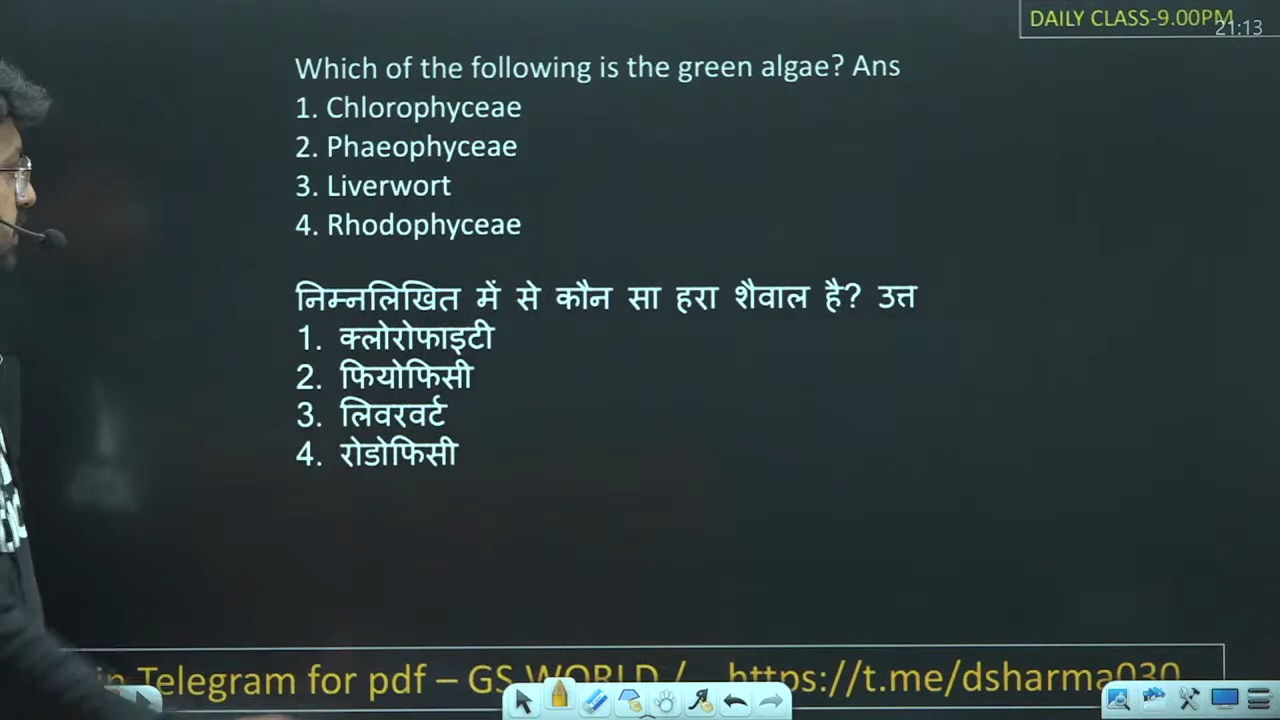 DAILY CLASS-9.00PM
21:13
Which of the following is the green algae? Ans
1. Chlorophyceae
2. Phaeophyceae
3. Liverwort
4. Rhodophyceae
निम्नलिखित में से कौन सा हरा शैवाल है? उत्त
1. क्लोरोफाइटी
2. फियोफिसी
3. लिवरवर्ट
4. रोडोफिसी
in Telegram for pdf – GS WORLD / https://t.me/dsharma030